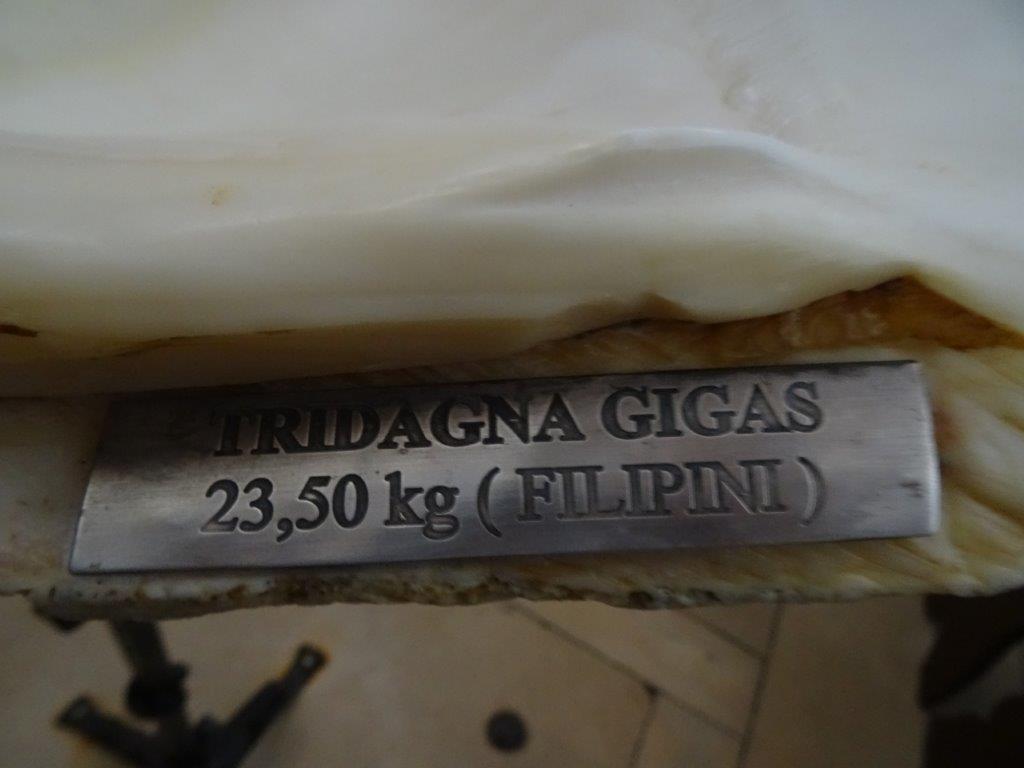 TRIDAGNA GIGAS
23,50 kg ( FILIPINI )